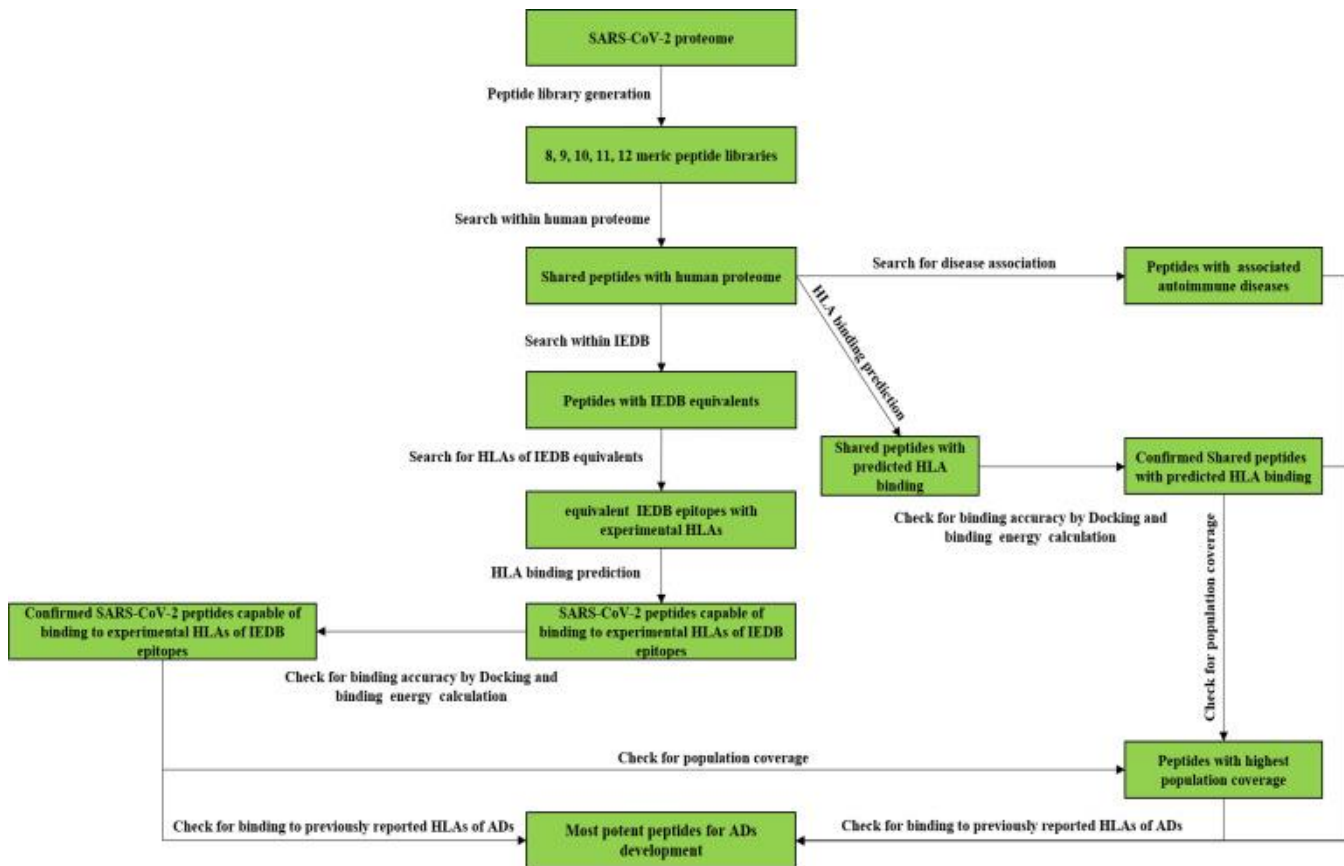 SARS-CoV-2 proteome
Peptide library generation
8, 9, 10, 11, 12 meric peptide libraries
Search within human proteome
Shared peptides with human proteome
Search for disease association
Peptides with associated
autoimmune diseases
HLA binding prediction
Search within IEDB
Peptides with IEDB equivalents
Search for HLAs of IEDB equivalents
Shared peptides with
predicted HLA
binding
Confirmed Shared peptides
with predicted HLA binding
Check for binding accuracy by Docking and
binding energy calculation
equivalent IEDB epitopes with
experimental HLAs
HLA binding prediction
Check for population coverage
Confirmed SARS-CoV-2 peptides capable of
binding to experimental HLAs of IEDB
epitopes
SARS-CoV-2 peptides capable of
binding to experimental HLAs of IEDB
epitopes
Check for binding accuracy by Docking and
binding energy calculation
Check for population coverage
Peptides with highest
population coverage
Check for binding to previously reported HLAs of ADs
Most potent peptides for ADs
development
Check for binding to previously reported HLAs of ADs